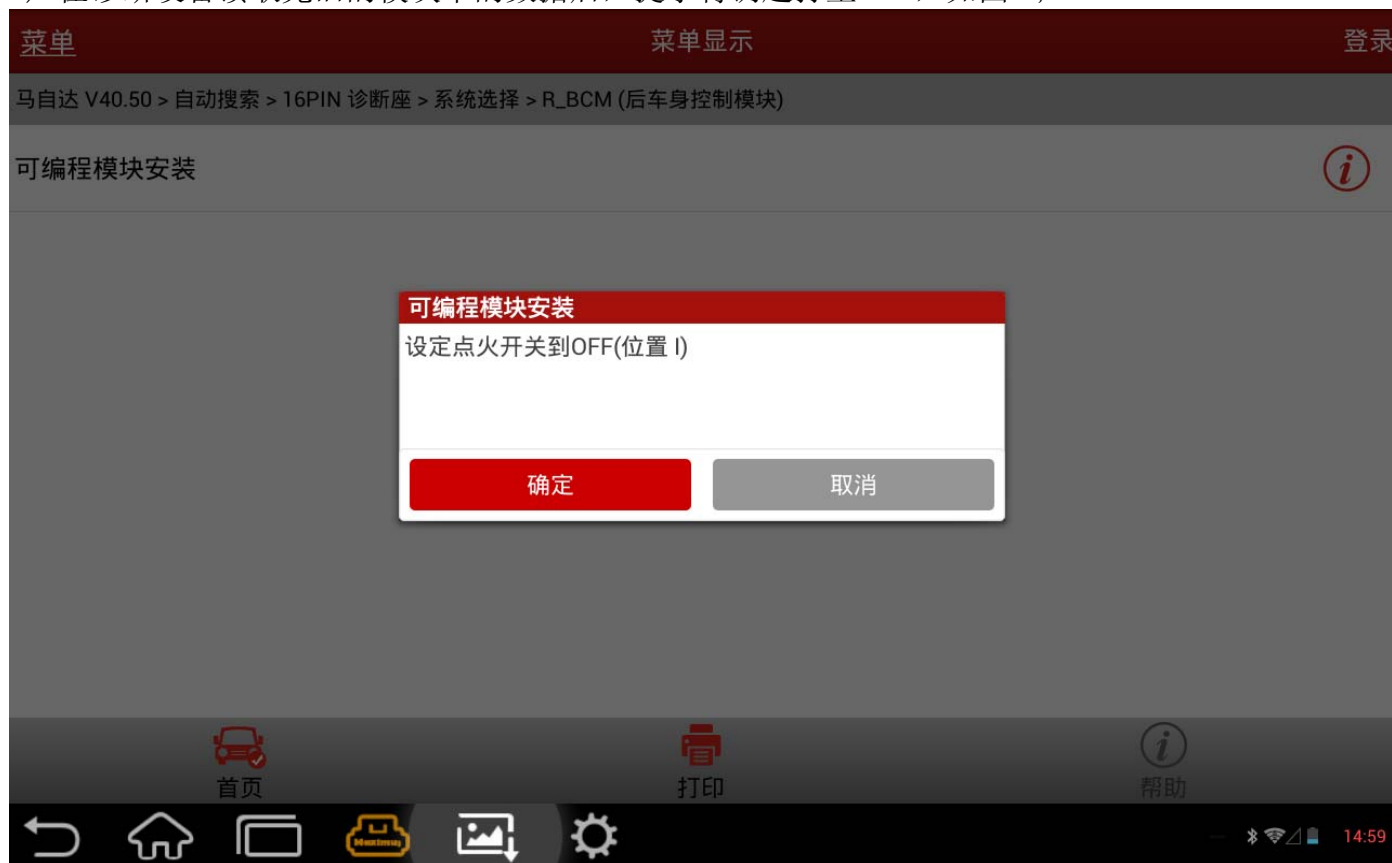 菜单
菜单显示
登录
马自达 V40.50 > 自动搜索 > 16PIN 诊断座 > 系统选择 > R_BCM (后车身控制模块)
可编程模块安装
可编程模块安装
设定点火开关到OFF(位置 I)
确定
取消
首页
打印
帮助
14:59